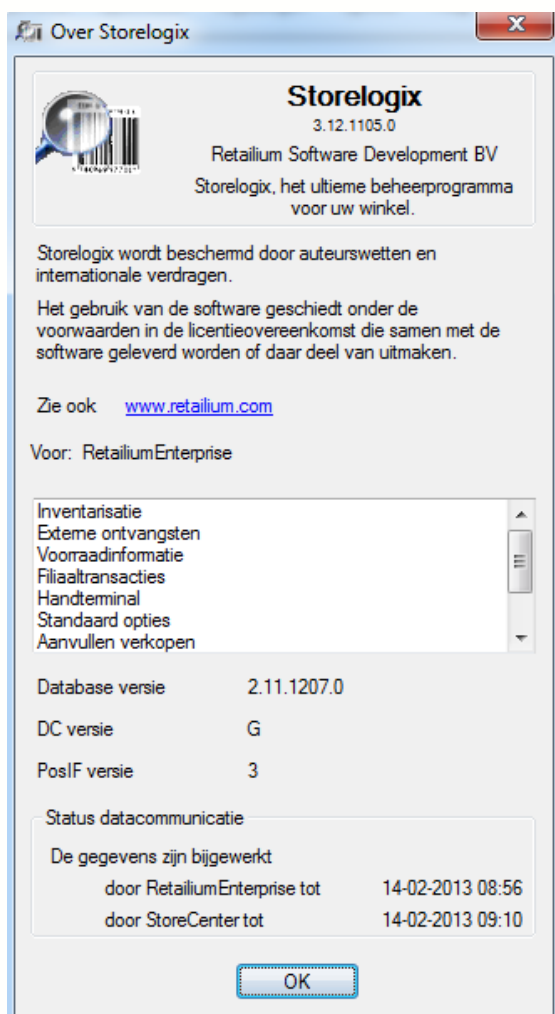 Over Storelogix
Storelogix
3.12.1105.0
Retailium Software Development BV
Storelogix, het ultieme beheerprogramma
voor uw winkel.
Storelogix wordt beschermd door auteurswetten en
internationale verdragen.
Het gebruik van de software geschiedt onder de
voorwaarden in de licentieovereenkomst die samen met de
software geleverd worden of daar deel van uitmaken.
Zie ook www.retailium.com
Voor: RetailiumEnterprise
Inventarisatie
Externe ontvangsten
Voorraadinformatie
Filiaaltransacties
Handterminal
Standaard opties
Aanvullen verkopen
Database versie 2.11.1207.0
DC versie G
PosIF versie 3
Status datacommunicatie
De gegevens zijn bijgewerkt
door RetailiumEnterprise tot 14-02-2013 08:56
door StoreCenter tot 14-02-2013 09:10
OK